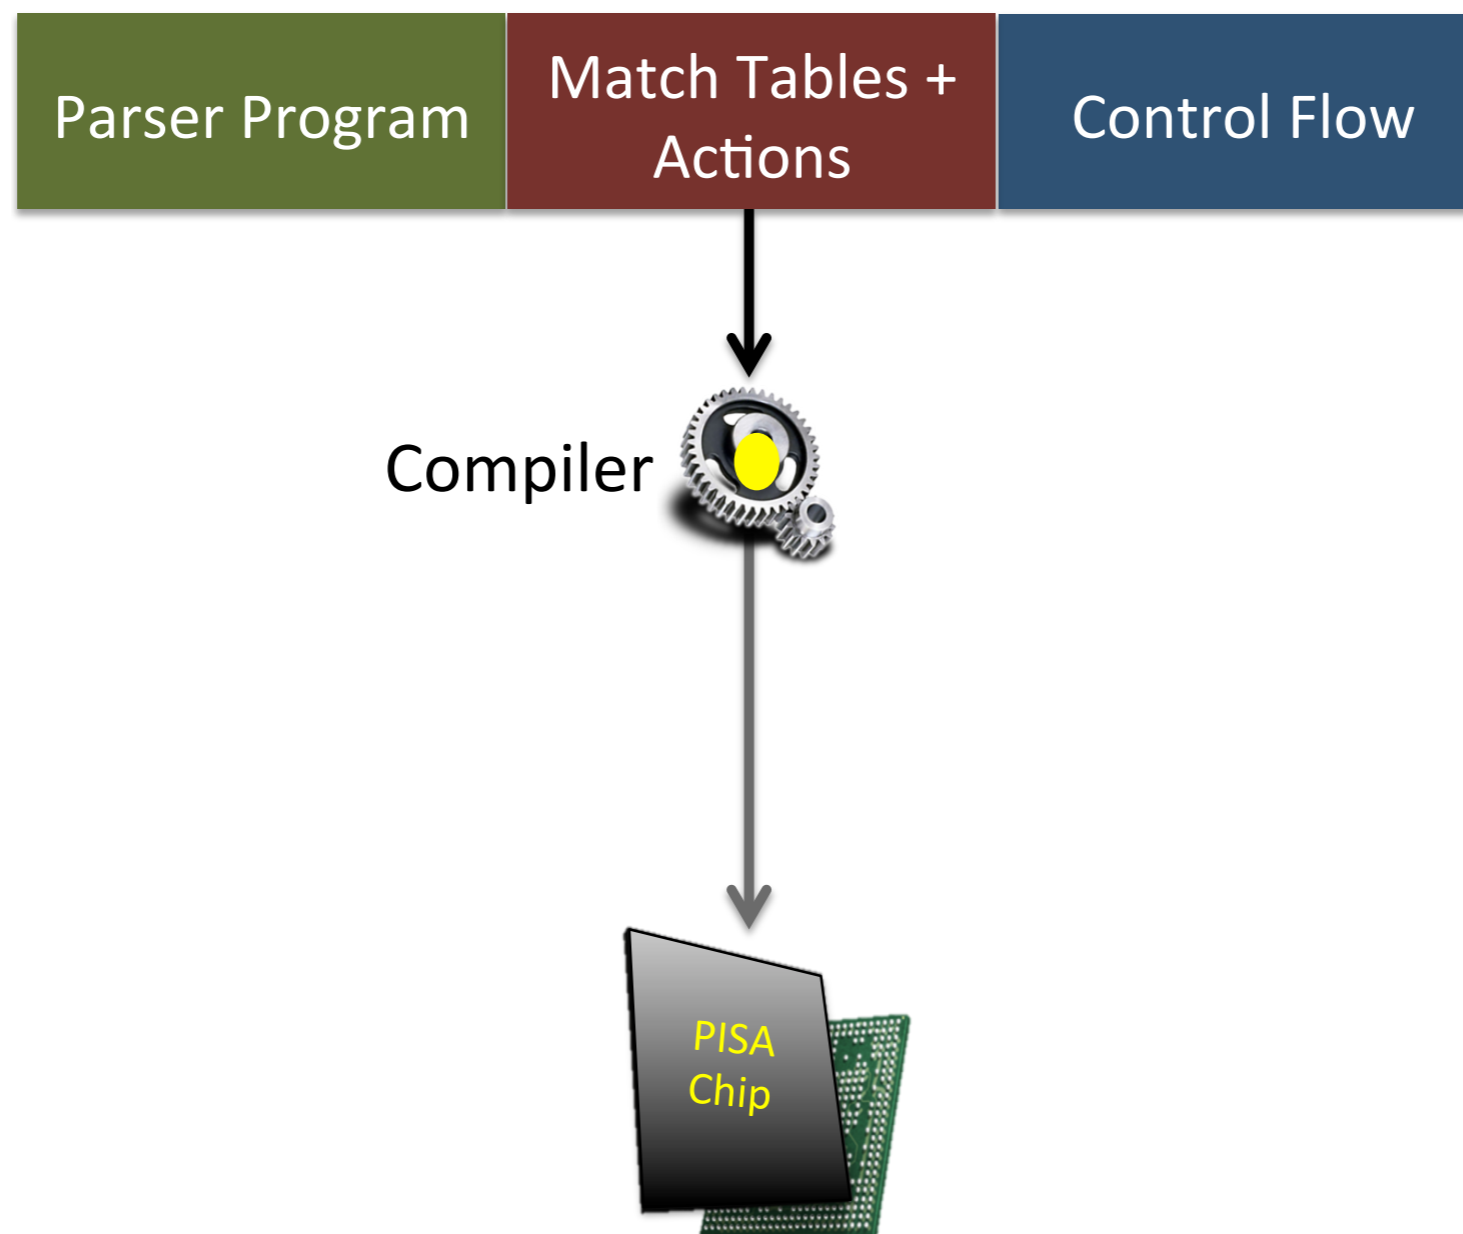 Parser Program
Match Tables +
Actions
Control Flow
Compiler
PISA
Chip